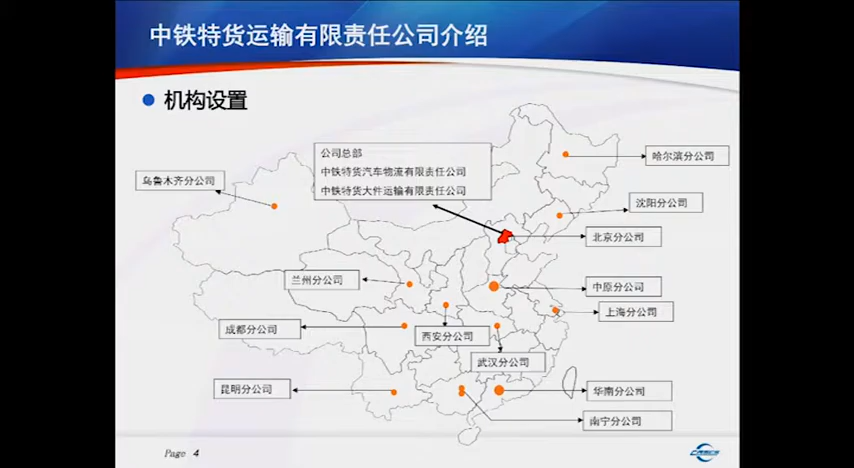 中铁特货运输有限责任公司介绍
机构设置
公司总部
中铁特货汽车物流有限责任公司
中铁特货大件运输有限责任公司
哈尔滨分公司
乌鲁木齐分公司
沈阳分公司
北京分公司
兰州分公司
中原分公司
上海分公司
成都分公司
西安分公司
武汉分公司
昆明分公司
华南分公司
南宁分公司
Page 4
CRSCS